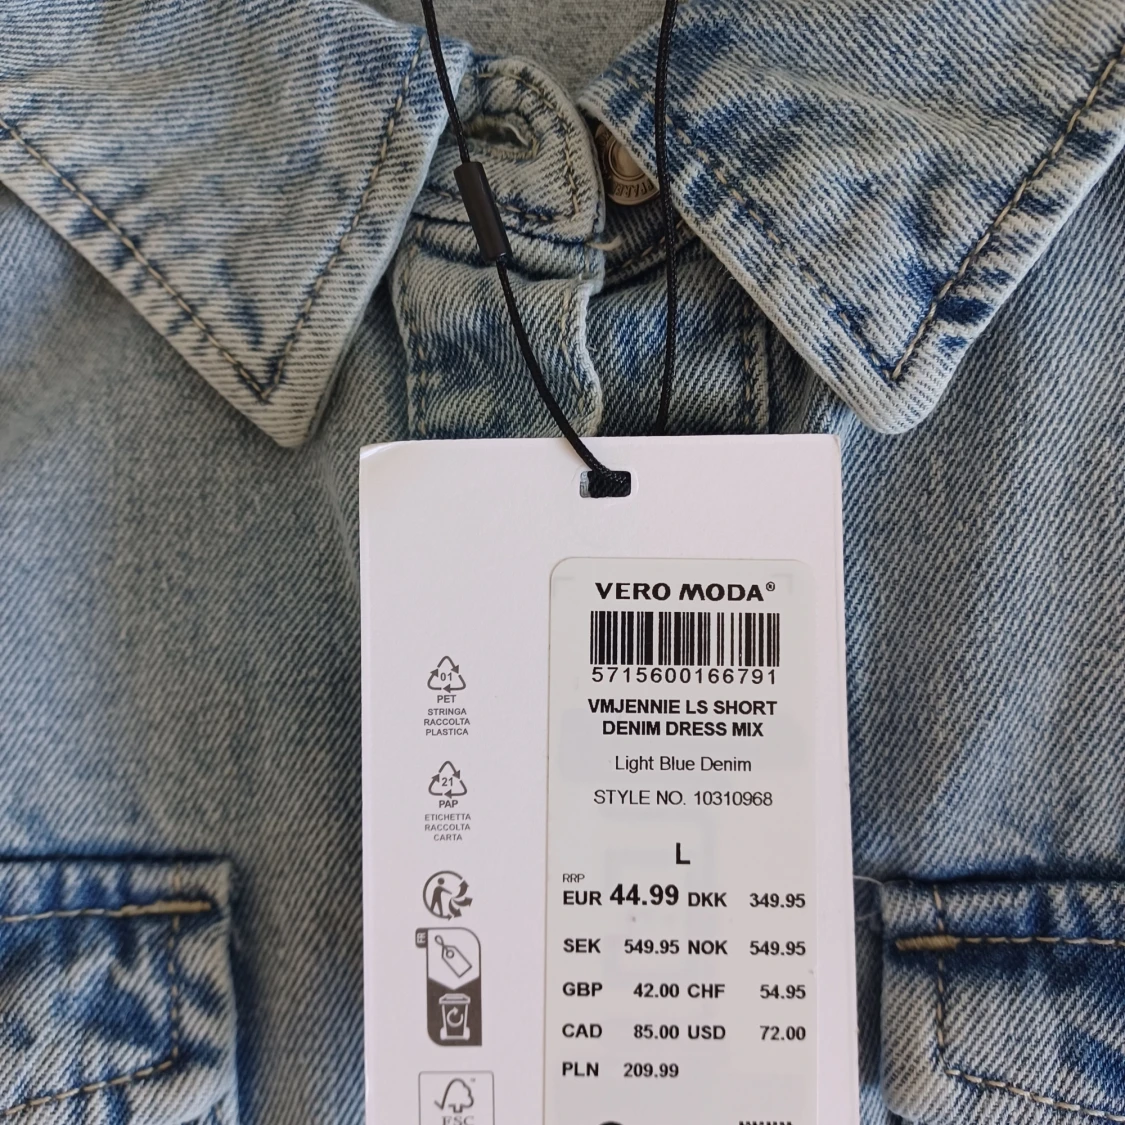 VERO MODA®
5715600166791
VMJENNIE LS SHORT
DENIM DRESS MIX
Light Blue Denim
STYLE NO. 10310968
L
RRP
EUR 44.99 DKK 349.95
SEK 549.95 NOK 549.95
GBP 42.00 CHF 54.95
CAD 85.00 USD 72.00
PLN 209.99
01
PET
STRINGA
RACCOLTA
PLASTICA
21
PAP
ETICHETTA
RACCOLTA
CARTA
FR
FSC